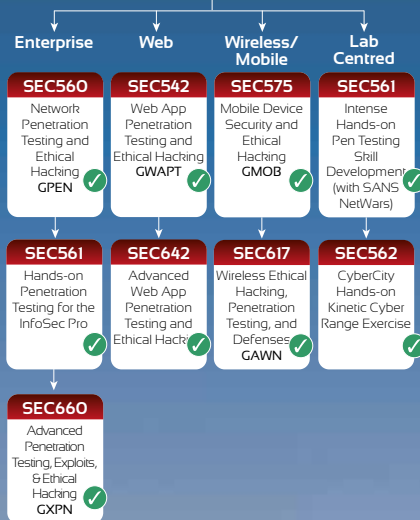 Enterprise
Web
Wireless/
Mobile
Lab
Centred
SEC560
Network
Penetration
Testing and
Ethical
Hacking
GPEN
SEC542
Web App
Penetration
Testing and
Ethical Hacking
GWAPT
SEC575
Mobile Device
Security and
Ethical
Hacking
GMOB
SEC561
Intense
Hands-on
Pen Testing
Skill
Development
(with SANS
NetWars)
SEC561
Hands-on
Penetration
Testing for the
InfoSec Pro
SEC642
Advanced
Web App
Penetration
Testing and
Ethical Hacking
SEC617
Wireless Ethical
Hacking,
Penetration
Testing, and
Defenses
GAWN
SEC562
CyberCity
Hands-on
Kinetic Cyber
Range Exercise
SEC660
Advanced
Penetration
Testing, Exploits,
& Ethical
Hacking
GXPN